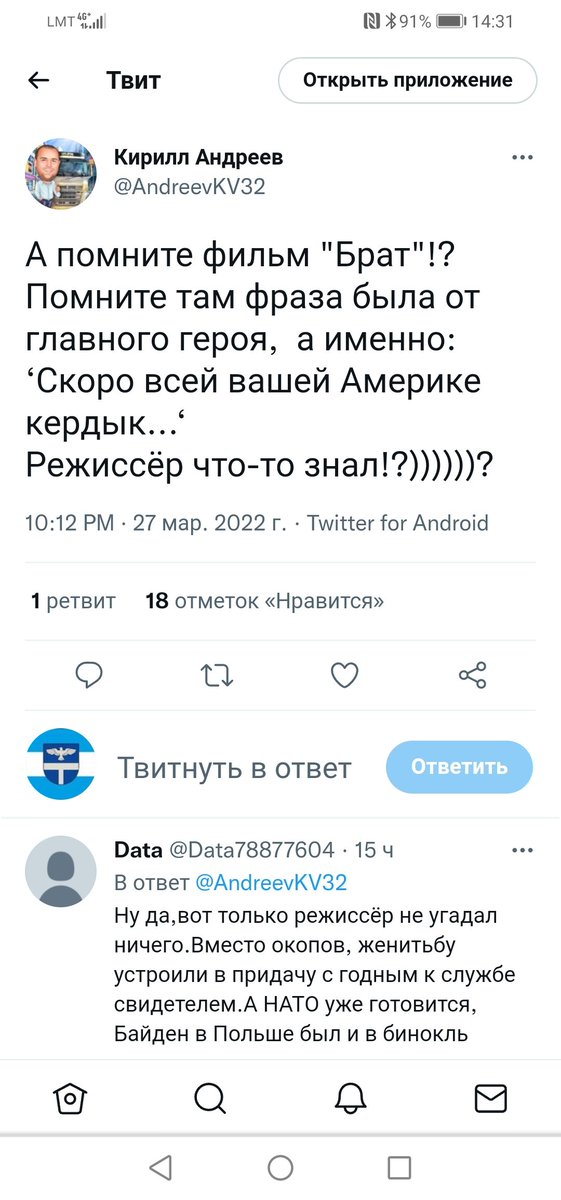 LMT 4G+ 91% 14:31
Твит
Открыть приложение
Кирилл Андреев
@AndreevKV32
А помните фильм "Брат"!?
Помните там фраза была от
главного героя,  а именно:
‘Скоро всей вашей Америке
кердык...‘
Режиссёр что-то знал!?))))))?
10:12 PM · 27 мар. 2022 г. · Twitter for Android
1 ретвит 18 отметок «Нравится»
Твитнуть в ответ
Ответить
Data @Data78877604 · 15 ч
В ответ @AndreevKV32
Ну да,вот только режиссёр не угадал
ничего.Вместо окопов, женитьбу
устроили в придачу с годным к службе
свидетелем.А НАТО уже готовится,
Байден в Польше был и в бинокль